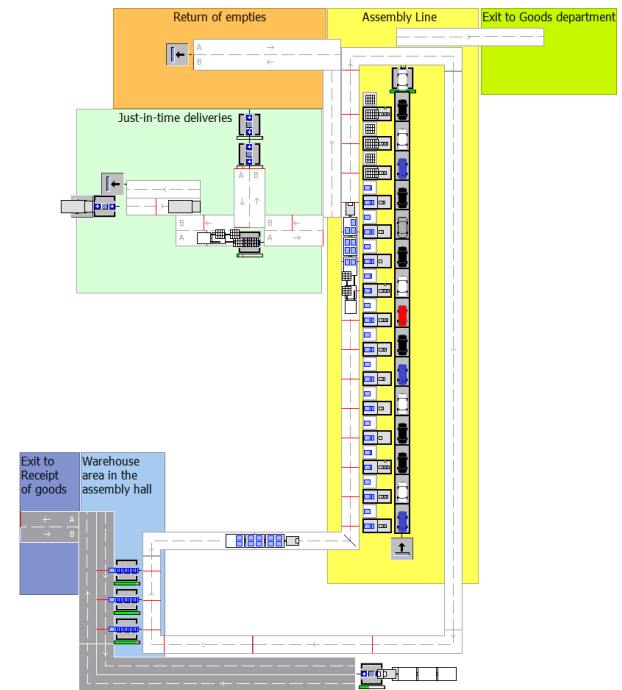 Return of empties
Assembly Line
Exit to Goods department
A
B
Just-in-time deliveries
A B
B
A
B
A
Exit to
Receipt
of goods
Warehouse
area in the
assembly hall
A
B